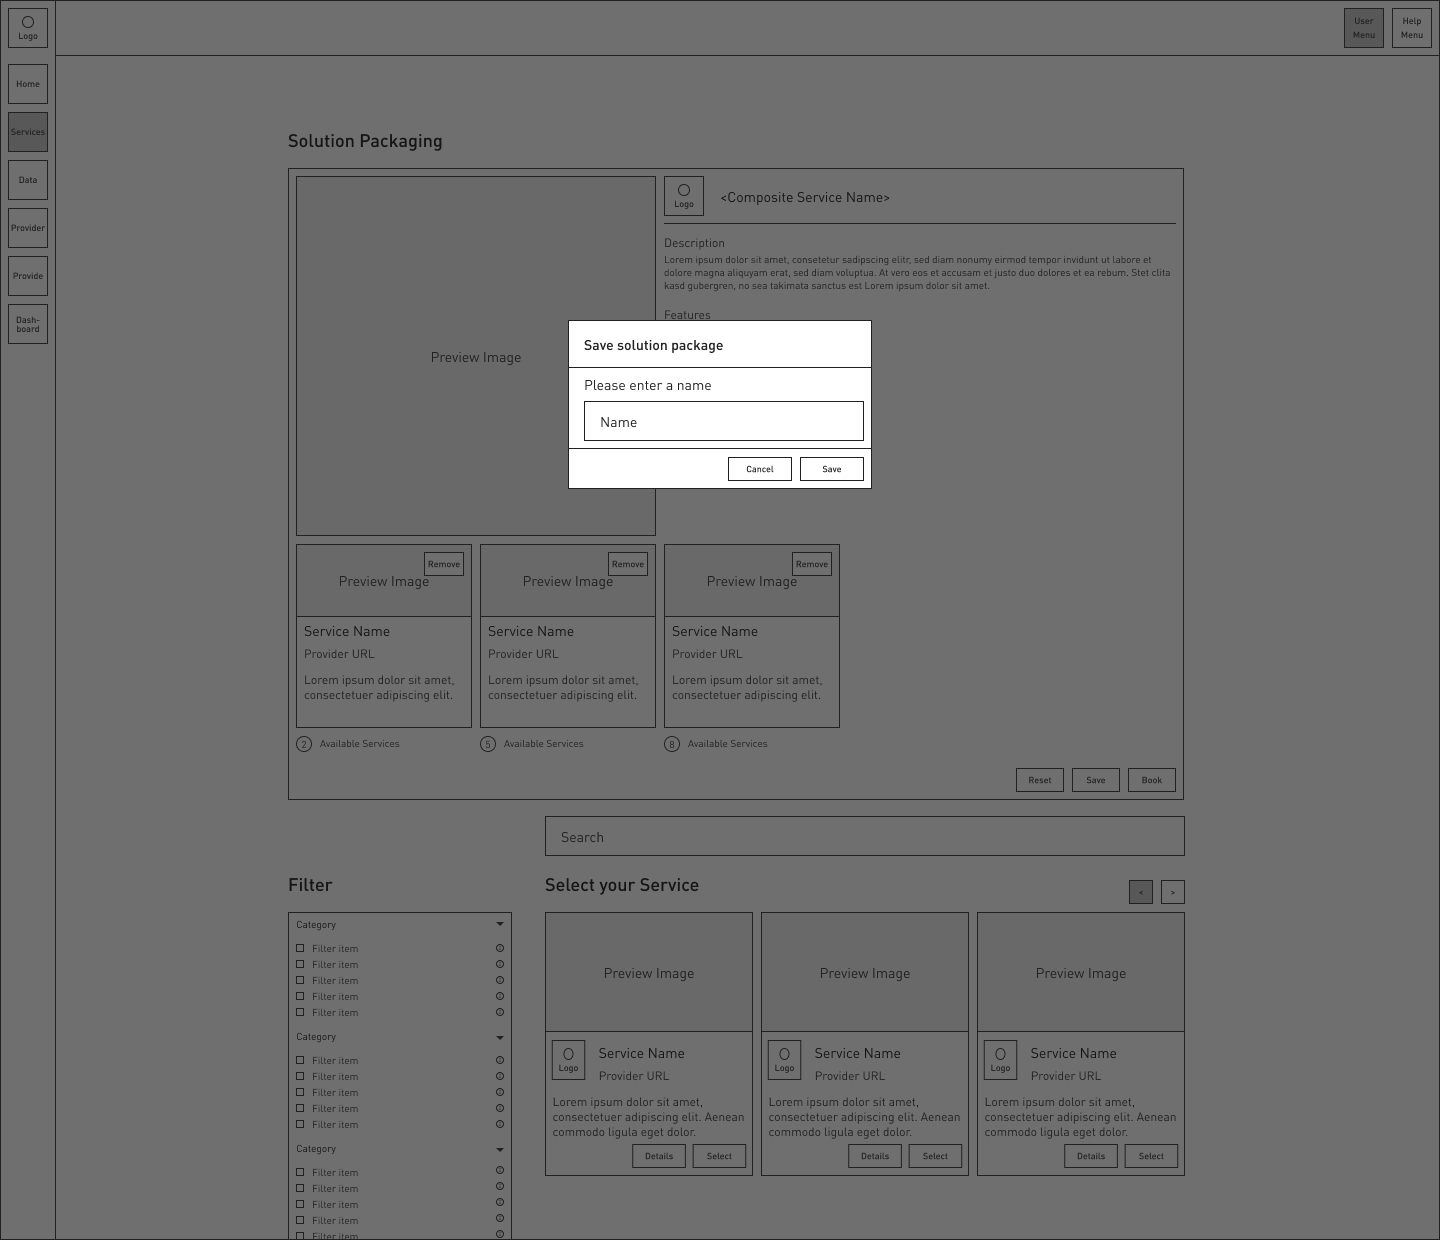 Logo
User
Menu
Help
Menu
Home
Services
Data
Provider
Provide
Dash-
board
Solution Packaging
Preview Image
Logo
<Composite Service Name>
Description
Lorem ipsum dolor sit amet, consetetur sadipscing elitr, sed diam nonumy eirmod tempor invidunt ut labore et
dolore magna aliquyam erat, sed diam voluptua. At vero eos et accusam et justo duo dolores et ea rebum. Stet clita
kasd gubergren, no sea takimata sanctus est Lorem ipsum dolor sit amet.
Features
Save solution package
Please enter a name
Name
Cancel
Save
Preview Image
Remove
Service Name
Provider URL
Lorem ipsum dolor sit amet,
consectetuer adipiscing elit.
2 Available Services
Preview Image
Remove
Service Name
Provider URL
Lorem ipsum dolor sit amet,
consectetuer adipiscing elit.
5 Available Services
Preview Image
Remove
Service Name
Provider URL
Lorem ipsum dolor sit amet,
consectetuer adipiscing elit.
8 Available Services
Reset
Save
Book
Search
Filter
Category
Filter item
Filter item
Filter item
Filter item
Filter item
Category
Filter item
Filter item
Filter item
Filter item
Filter item
Category
Filter item
Filter item
Filter item
Filter item
Filter item
Select your Service
<
>
Preview Image
Logo
Service Name
Provider URL
Lorem ipsum dolor sit amet,
consectetuer adipiscing elit. Aenean
commodo ligula eget dolor.
Details
Select
Preview Image
Logo
Service Name
Provider URL
Lorem ipsum dolor sit amet,
consectetuer adipiscing elit. Aenean
commodo ligula eget dolor.
Details
Select
Preview Image
Logo
Service Name
Provider URL
Lorem ipsum dolor sit amet,
consectetuer adipiscing elit. Aenean
commodo ligula eget dolor.
Details
Select